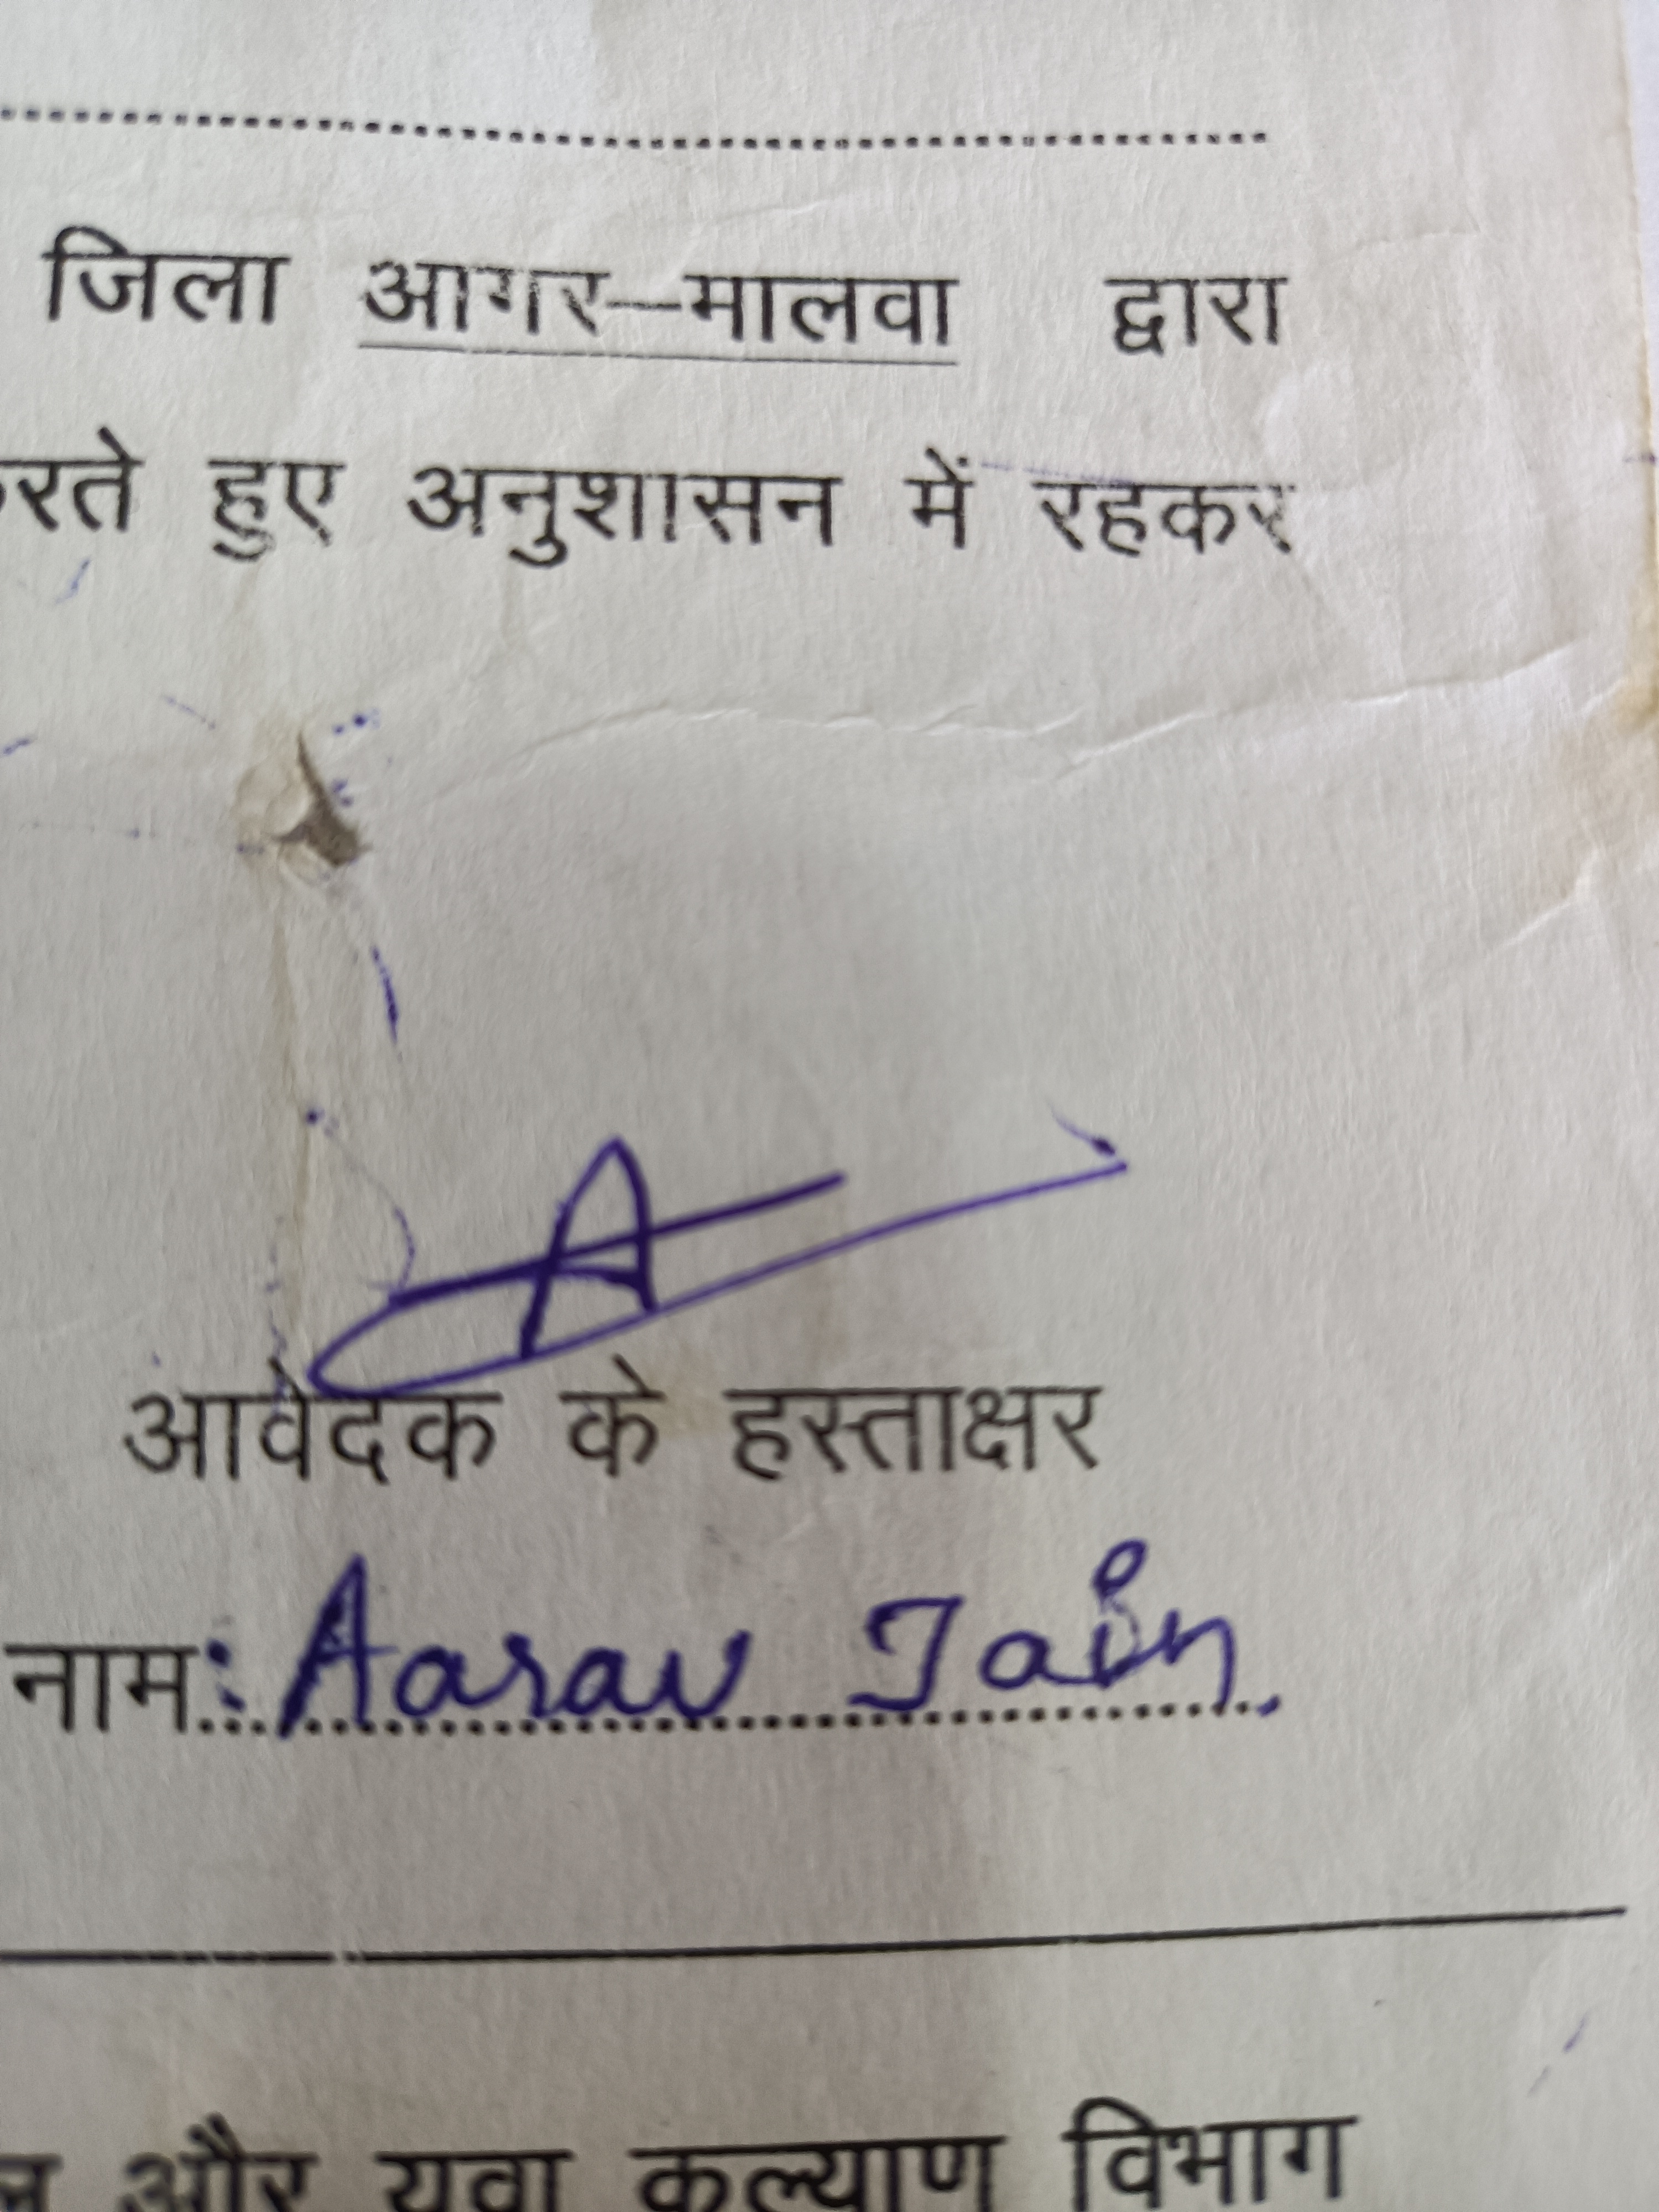 जिला आगर–मालवा द्वारा
रते हुए अनुशासन में रहकर
A
आवेदक के हस्ताक्षर
नाम: Aarav Jain.
और युवा कल्याण विभाग